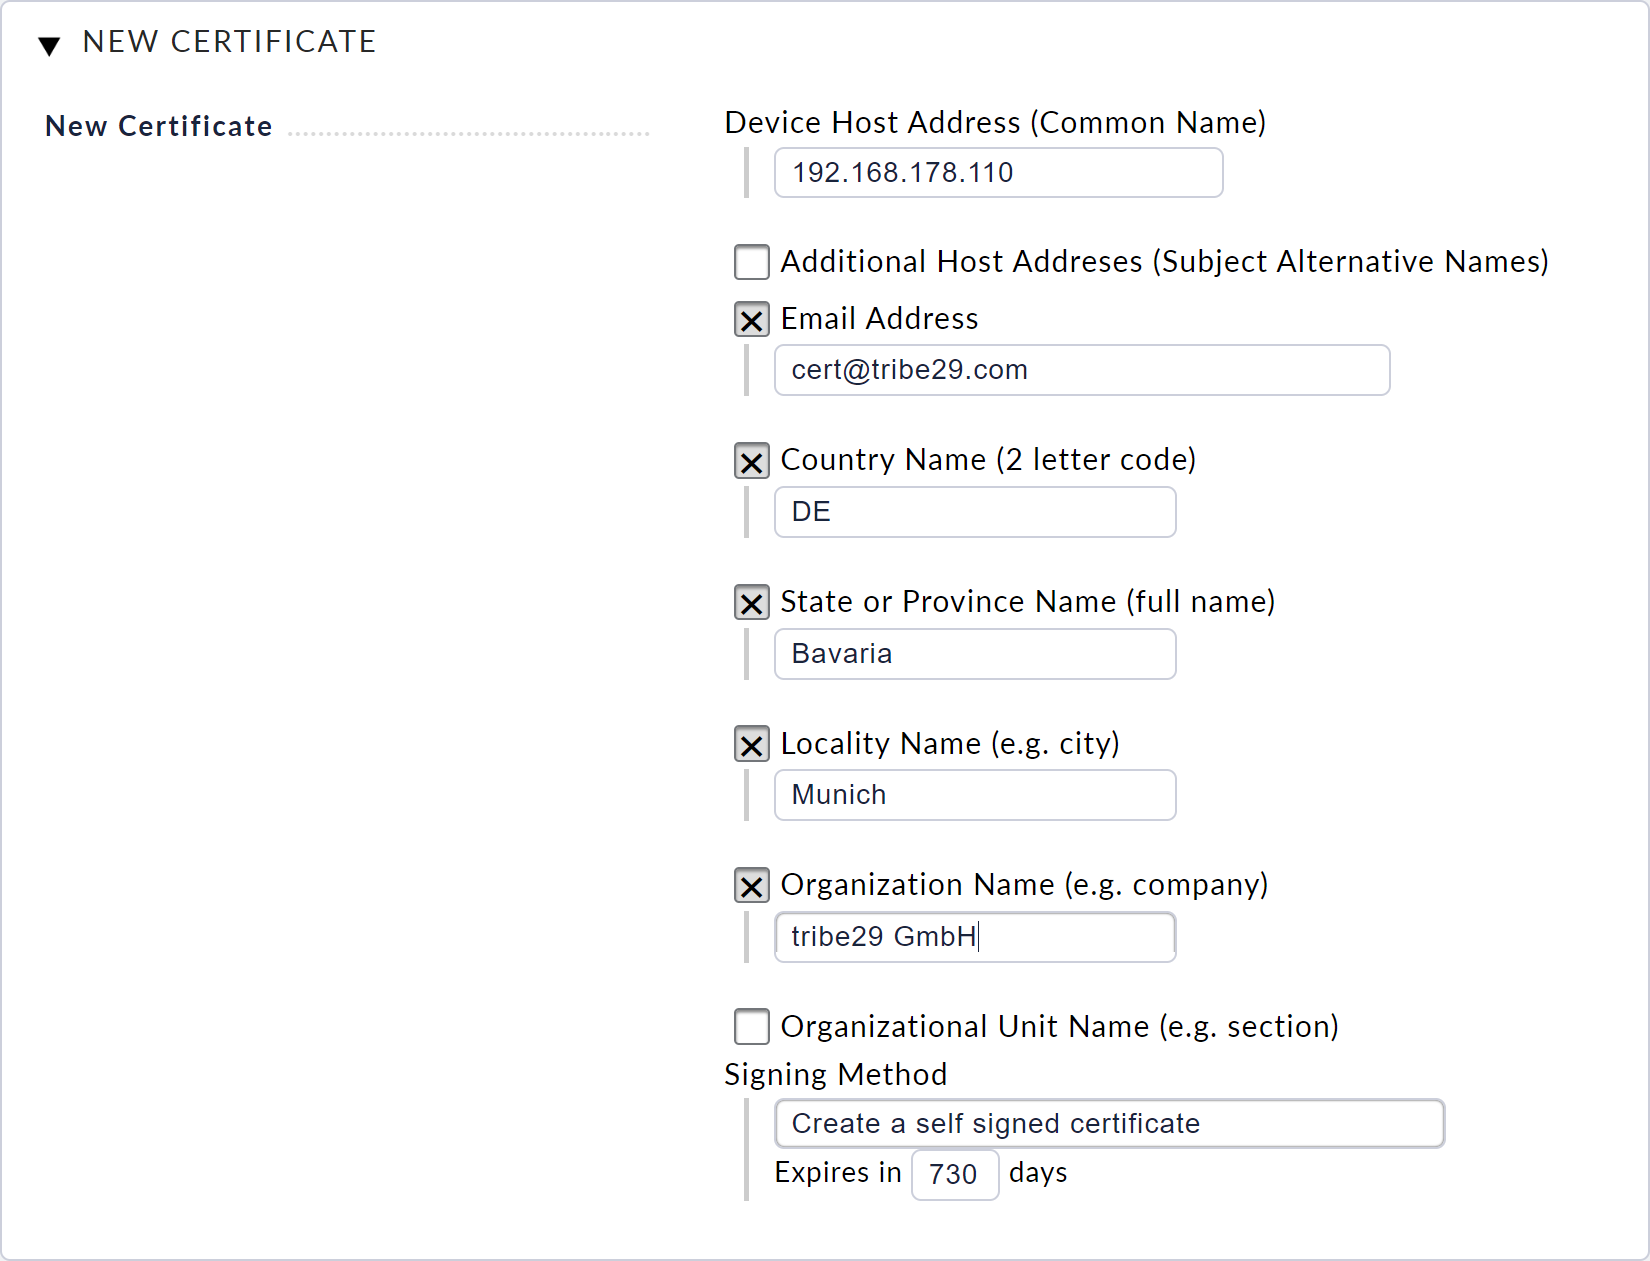 NEW CERTIFICATE
New Certificate
Device Host Address (Common Name)
192.168.178.110
Additional Host Addreses (Subject Alternative Names)
Email Address
cert@tribe29.com
Country Name (2 letter code)
DE
State or Province Name (full name)
Bavaria
Locality Name (e.g. city)
Munich
Organization Name (e.g. company)
tribe29 GmbH
Organizational Unit Name (e.g. section)
Signing Method
Create a self signed certificate
Expires in 730 days